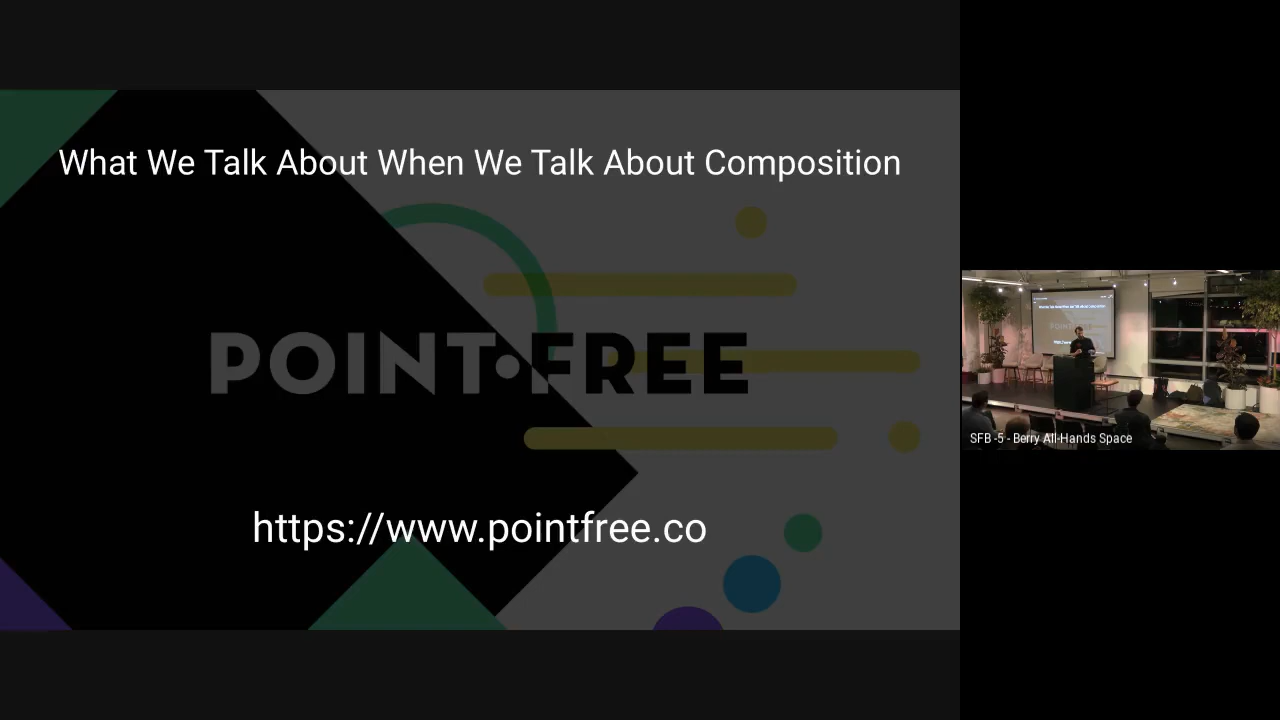 What We Talk About When We Talk About Composition
POINT•FREE
https://www.pointfree.co
SFB -5 - Berry All-Hands Space